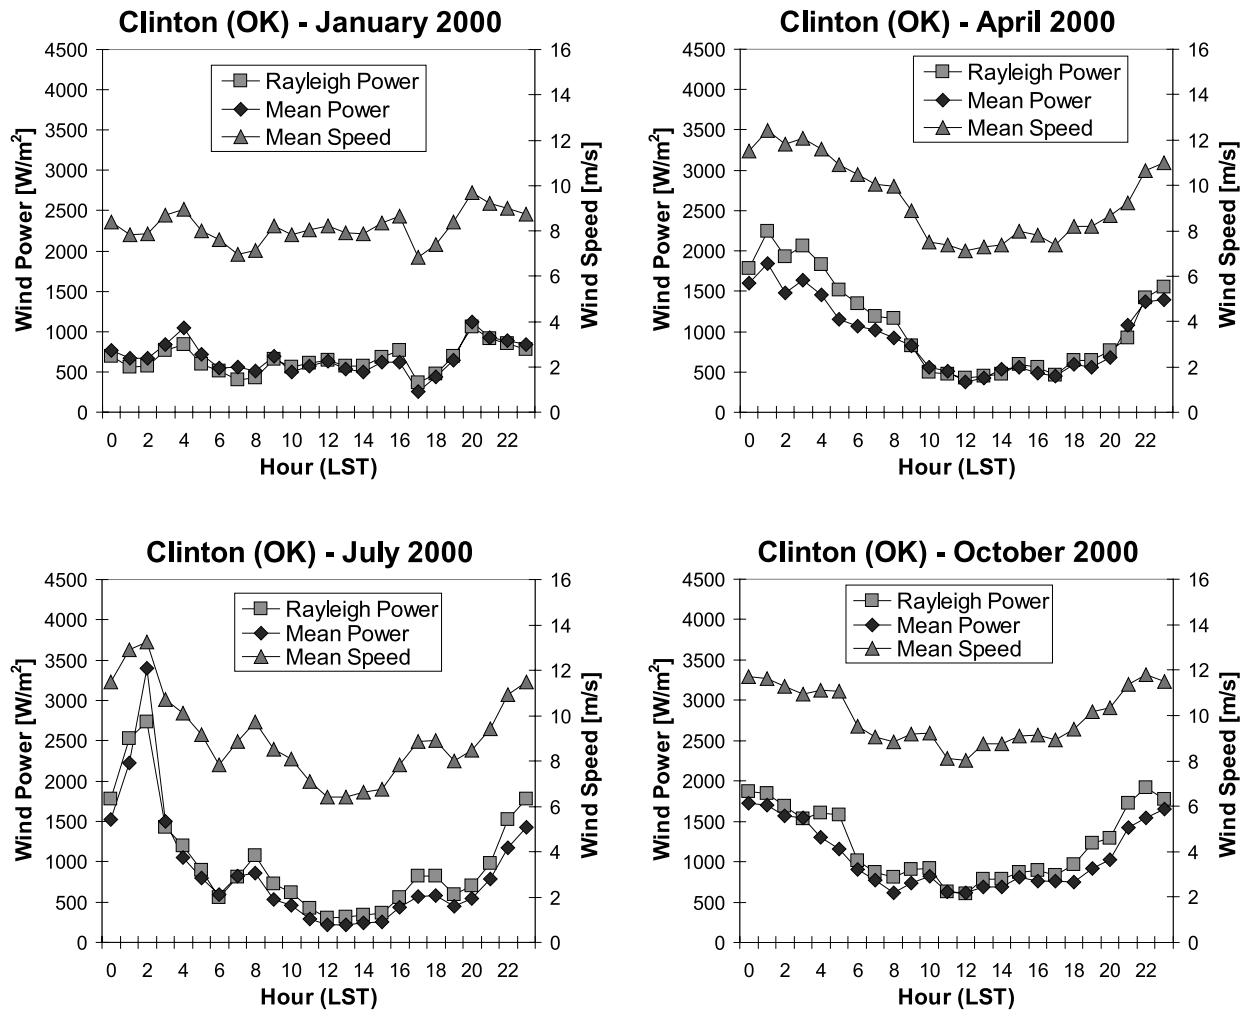 Clinton (OK) - January 2000
4500
4000
3500
3000
2500
2000
1500
1000
500
0
Wind Power [W/m²]
16
14
12
10
8
6
4
2
0
Wind Speed [m/s]
Rayleigh Power
Mean Power
Mean Speed
0 2 4 6 8 10 12 14 16 18 20 22
Hour (LST)
Clinton (OK) - April 2000
4500
4000
3500
3000
2500
2000
1500
1000
500
0
Wind Power [W/m²]
16
14
12
10
8
6
4
2
0
Wind Speed [m/s]
Rayleigh Power
Mean Power
Mean Speed
0 2 4 6 8 10 12 14 16 18 20 22
Hour (LST)
Clinton (OK) - July 2000
4500
4000
3500
3000
2500
2000
1500
1000
500
0
Wind Power [W/m²]
16
14
12
10
8
6
4
2
0
Wind Speed [m/s]
Rayleigh Power
Mean Power
Mean Speed
0 2 4 6 8 10 12 14 16 18 20 22
Hour (LST)
Clinton (OK) - October 2000
4500
4000
3500
3000
2500
2000
1500
1000
500
0
Wind Power [W/m²]
16
14
12
10
8
6
4
2
0
Wind Speed [m/s]
Rayleigh Power
Mean Power
Mean Speed
0 2 4 6 8 10 12 14 16 18 20 22
Hour (LST)